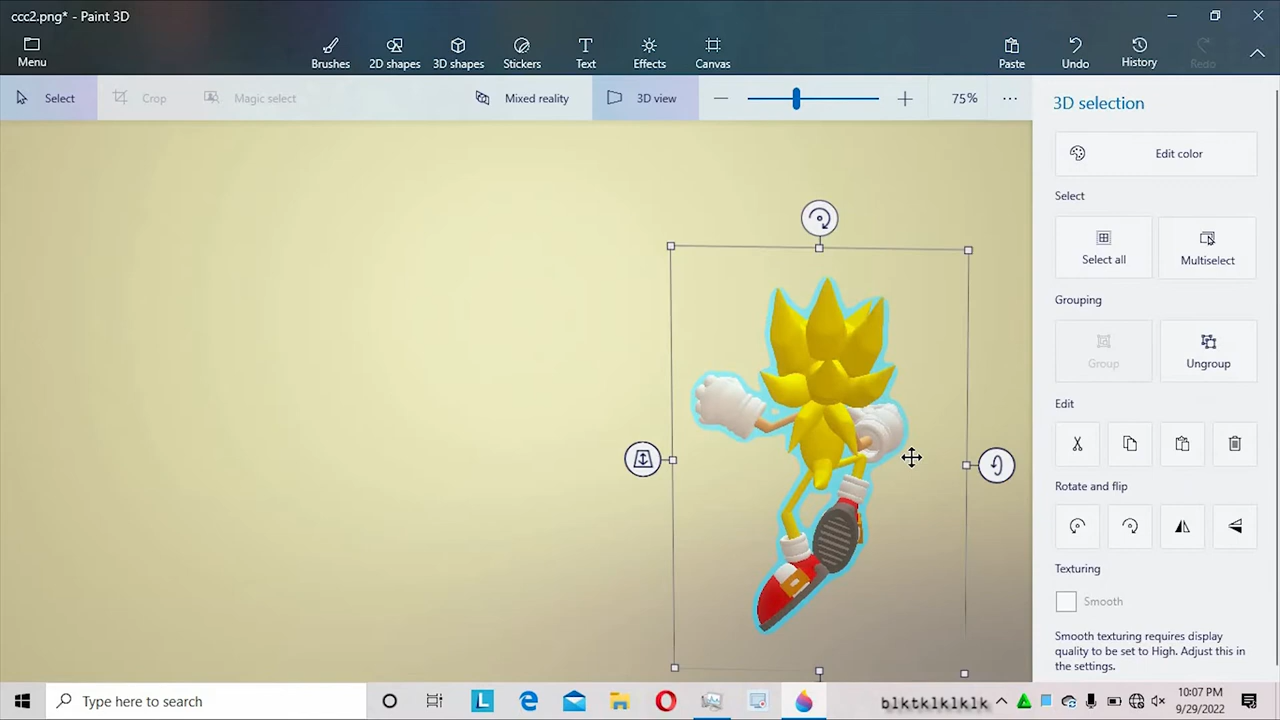 ccc2.png* - Paint 3D
Menu
Brushes
2D shapes
3D shapes
Stickers
Text
Effects
Canvas
Paste
Undo
History
Redo
Select
Crop
Magic select
Mixed reality
3D view
75%
3D selection
Edit color
Select
Select all
Multiselect
Grouping
Group
Ungroup
Edit
Rotate and flip
Texturing
Smooth
Smooth texturing requires display
quality to be set to High. Adjust this in
the settings.
Type here to search
L
blktklklklk
10:07 PM
9/29/2022